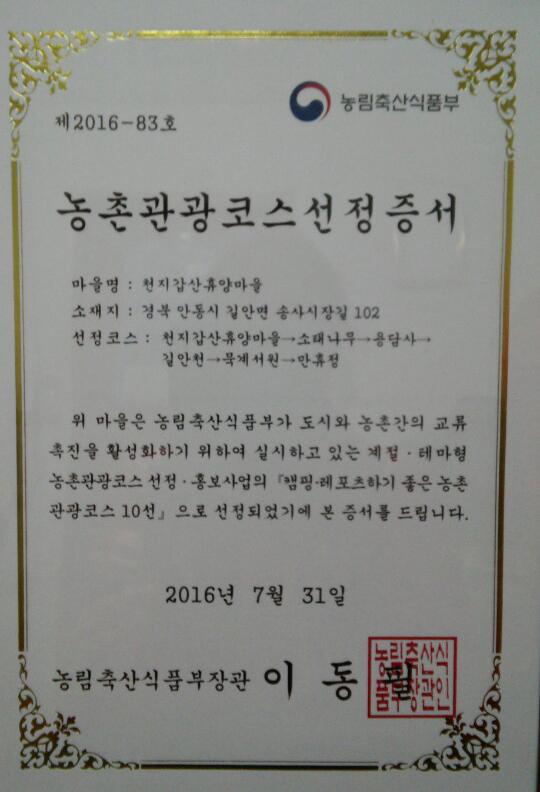 농림축산식품부
제2016-83호
농촌관광코스선정증서
마을명 : 천지갑산휴양마을
소재지 : 경북 안동시 길안면 송사시장길 102
선정코스 : 천지갑산휴양마을→소태나무→용담사→
길안천→묵계서원→만휴정
위 마을은 농림축산식품부가 도시와 농촌간의 교류
촉진을 활성화하기 위하여 실시하고 있는 계절·테마형
농촌관광코스 선정·홍보사업의 『캠핑·레포츠하기 좋은 농촌
관광코스 10선』으로 선정되었기에 본 증서를 드립니다.
2016년 7월 31일
농림축산식품부장관 이동필
농림축산식
품부장관인